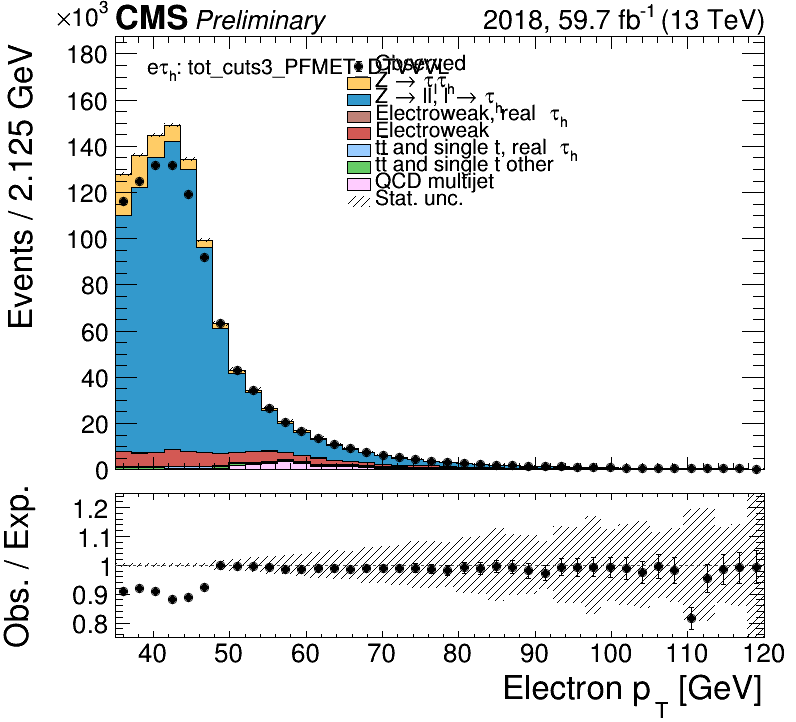 ×10³ CMS Preliminary 2018, 59.7 fb⁻¹ (13 TeV)
Events / 2.125 GeV
180
160
140
120
100
80
60
40
20
0
eτh: tot_cuts3_PFMET
Observed
Z → ττh
Z → ll, l → τh
Electroweak, real τh
Electroweak
tt and single t, real τh
tt and single t other
QCD multijet
Stat. unc.
Obs. / Exp.
1.2
1.1
1
0.9
0.8
40 50 60 70 80 90 100 110 120
Electron pT [GeV]